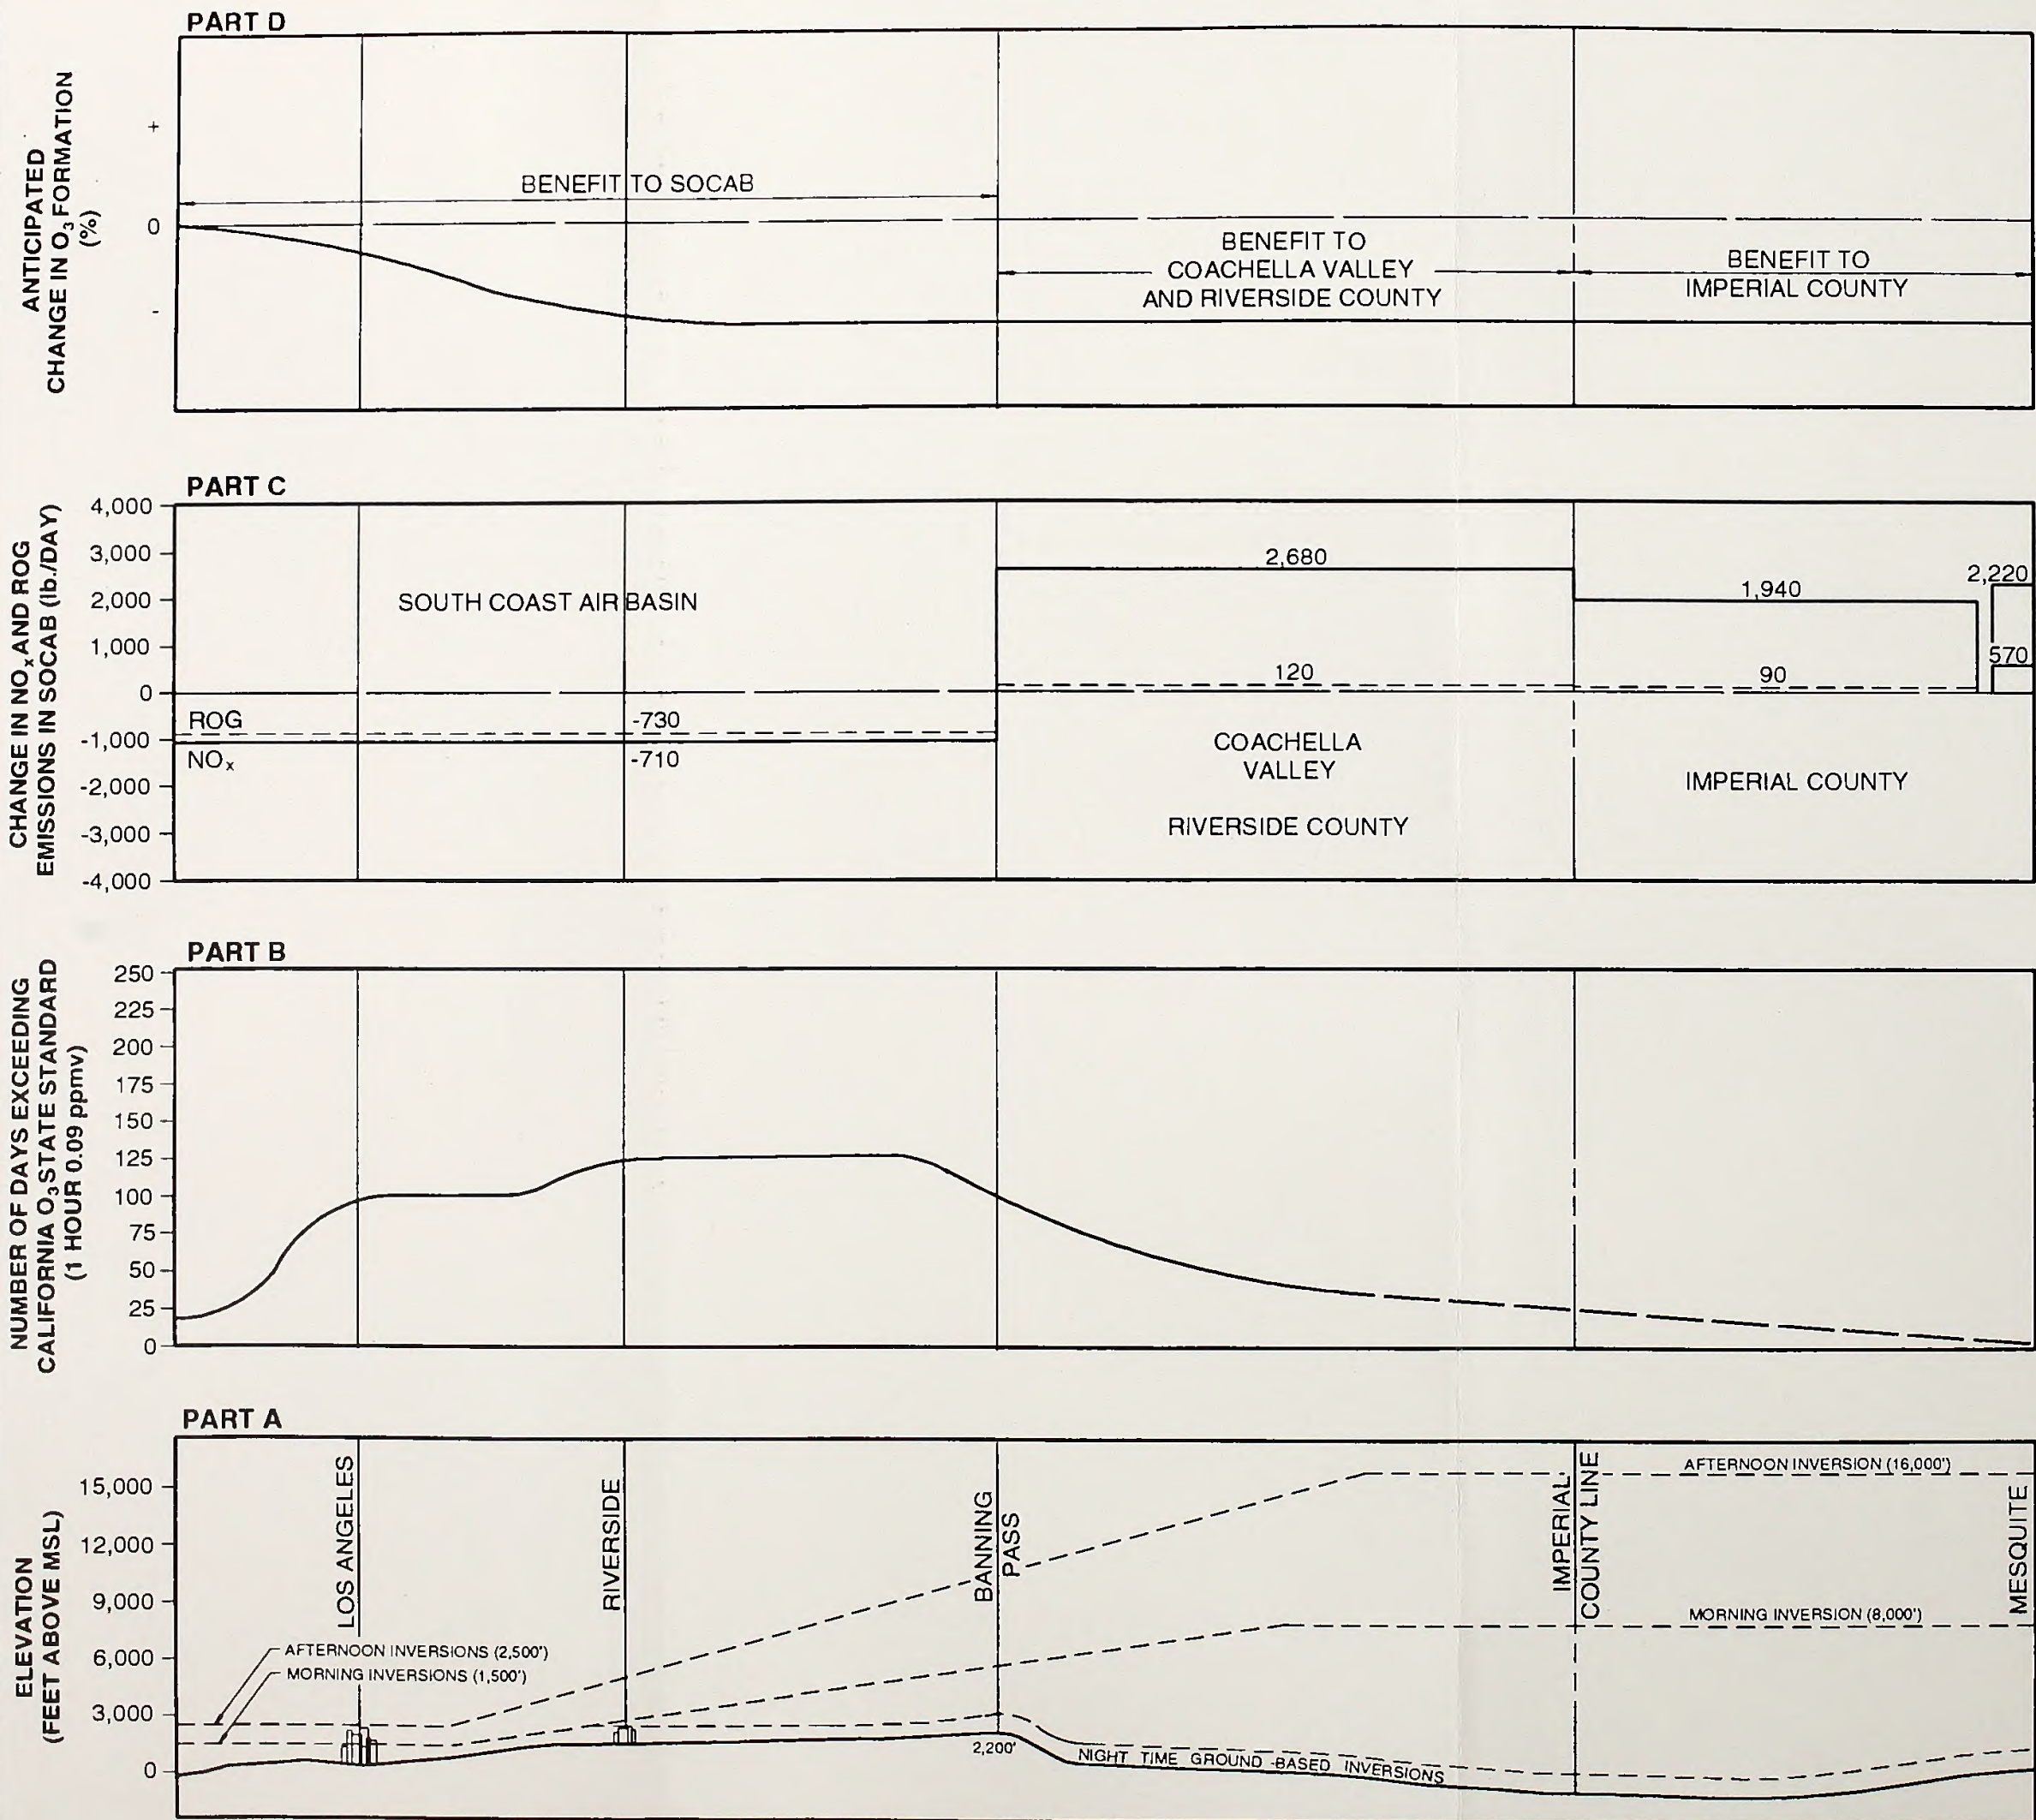 PART D
ANTICIPATED
CHANGE IN O₃ FORMATION
(%)
+
0
-
BENEFIT TO SOCAB
BENEFIT TO
COACHELLA VALLEY
AND RIVERSIDE COUNTY
BENEFIT TO
IMPERIAL COUNTY
PART C
CHANGE IN NOₓ AND ROG
EMISSIONS IN SOCAB (lb./DAY)
4,000
3,000
2,000
1,000
0
-1,000
-2,000
-3,000
-4,000
SOUTH COAST AIR BASIN
ROG
-730
NOₓ
-710
2,680
120
COACHELLA
VALLEY
RIVERSIDE COUNTY
1,940
90
2,220
570
IMPERIAL COUNTY
PART B
NUMBER OF DAYS EXCEEDING
CALIFORNIA O₃ STATE STANDARD
(1 HOUR 0.09 ppmv)
250
225
200
175
150
125
100
75
50
25
0
PART A
ELEVATION
(FEET ABOVE MSL)
15,000
12,000
9,000
6,000
3,000
0
LOS ANGELES
RIVERSIDE
BANNING
PASS
IMPERIAL
COUNTY LINE
MESQUITE
AFTERNOON INVERSIONS (2,500')
MORNING INVERSIONS (1,500')
AFTERNOON INVERSION (16,000')
MORNING INVERSION (8,000')
2,200'
NIGHT TIME GROUND-BASED INVERSIONS